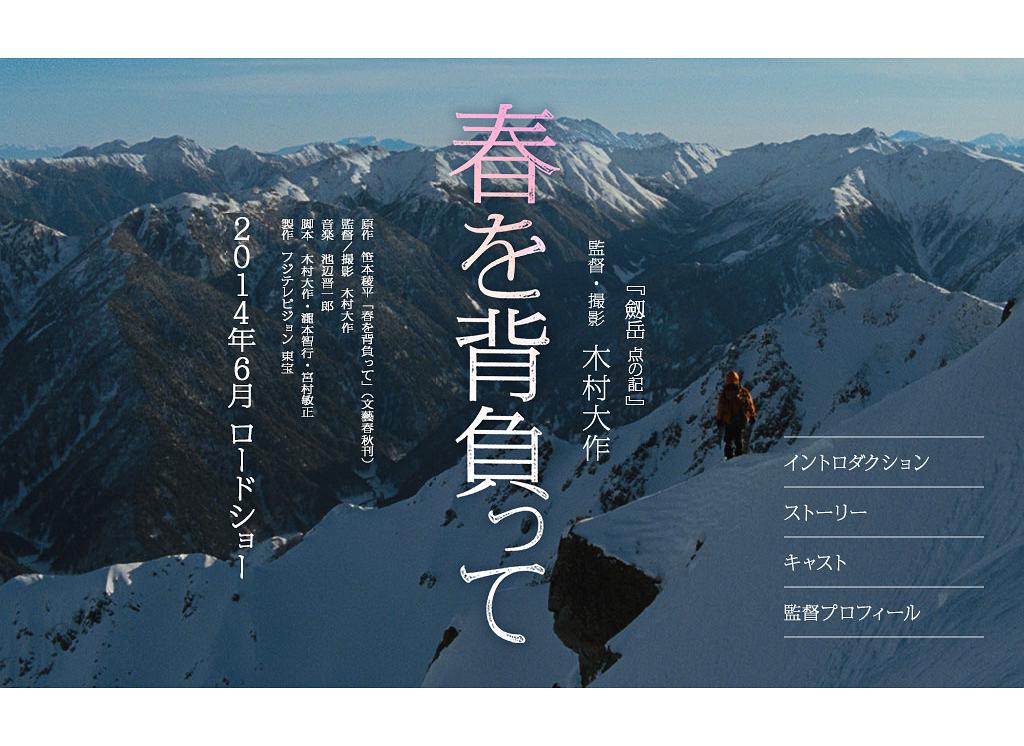 『劔岳 点の記』
監督・撮影 木村大作
春を背負って
原作 笹本稜平「春を背負って」(文藝春秋刊)
監督/撮影 木村大作
音楽 池辺晋一郎
脚本 木村大作・瀧本智行・宮村敏正
製作 フジテレビジョン 東宝
2014年6月 ロードショー
イントロダクション
ストーリー
キャスト
監督プロフィール